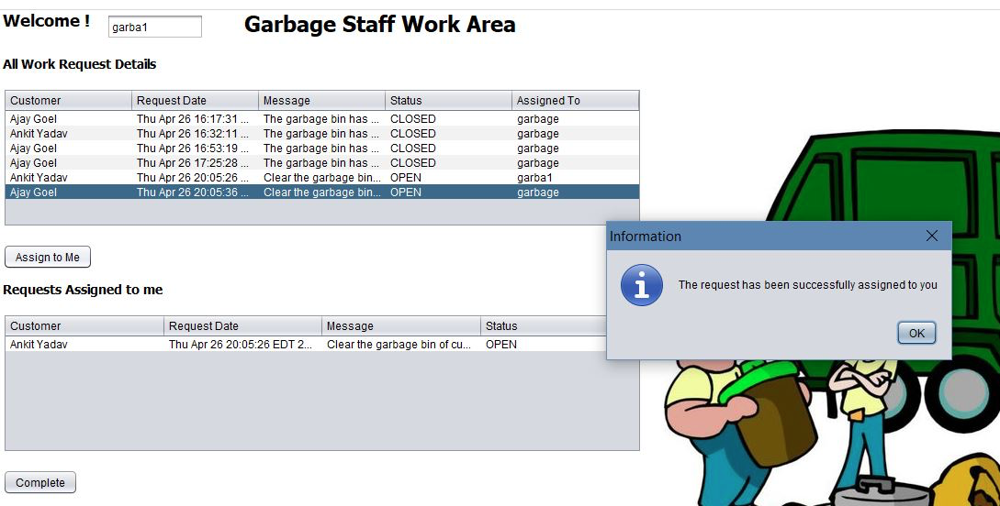 Welcome ! garba1 Garbage Staff Work Area
All Work Request Details
Customer Request Date Message Status Assigned To
Ajay Goel Thu Apr 26 16:17:31 ... The garbage bin has ... CLOSED garbage
Ankit Yadav Thu Apr 26 16:32:11 ... The garbage bin has ... CLOSED garbage
Ajay Goel Thu Apr 26 16:53:19 ... The garbage bin has ... CLOSED garbage
Ajay Goel Thu Apr 26 17:25:28 ... The garbage bin has ... CLOSED garbage
Ankit Yadav Thu Apr 26 20:05:26 ... Clear the garbage bin... OPEN garba1
Ajay Goel Thu Apr 26 20:05:36 ... Clear the garbage bin... OPEN garbage
Assign to Me
Requests Assigned to me
Customer Request Date Message Status
Ankit Yadav Thu Apr 26 20:05:26 EDT 2... Clear the garbage bin of cu... OPEN
Complete
Information
The request has been successfully assigned to you
OK